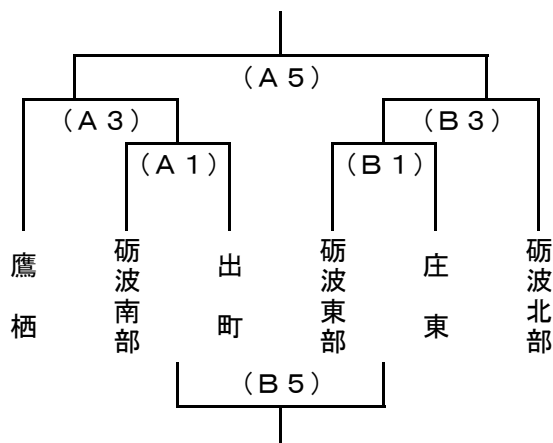 （Ａ５）
（Ａ３）
（Ｂ３）
（Ａ１）
（Ｂ１）
鷹栖
砺波南部
出町
砺波東部
庄東
砺波北部
（Ｂ５）